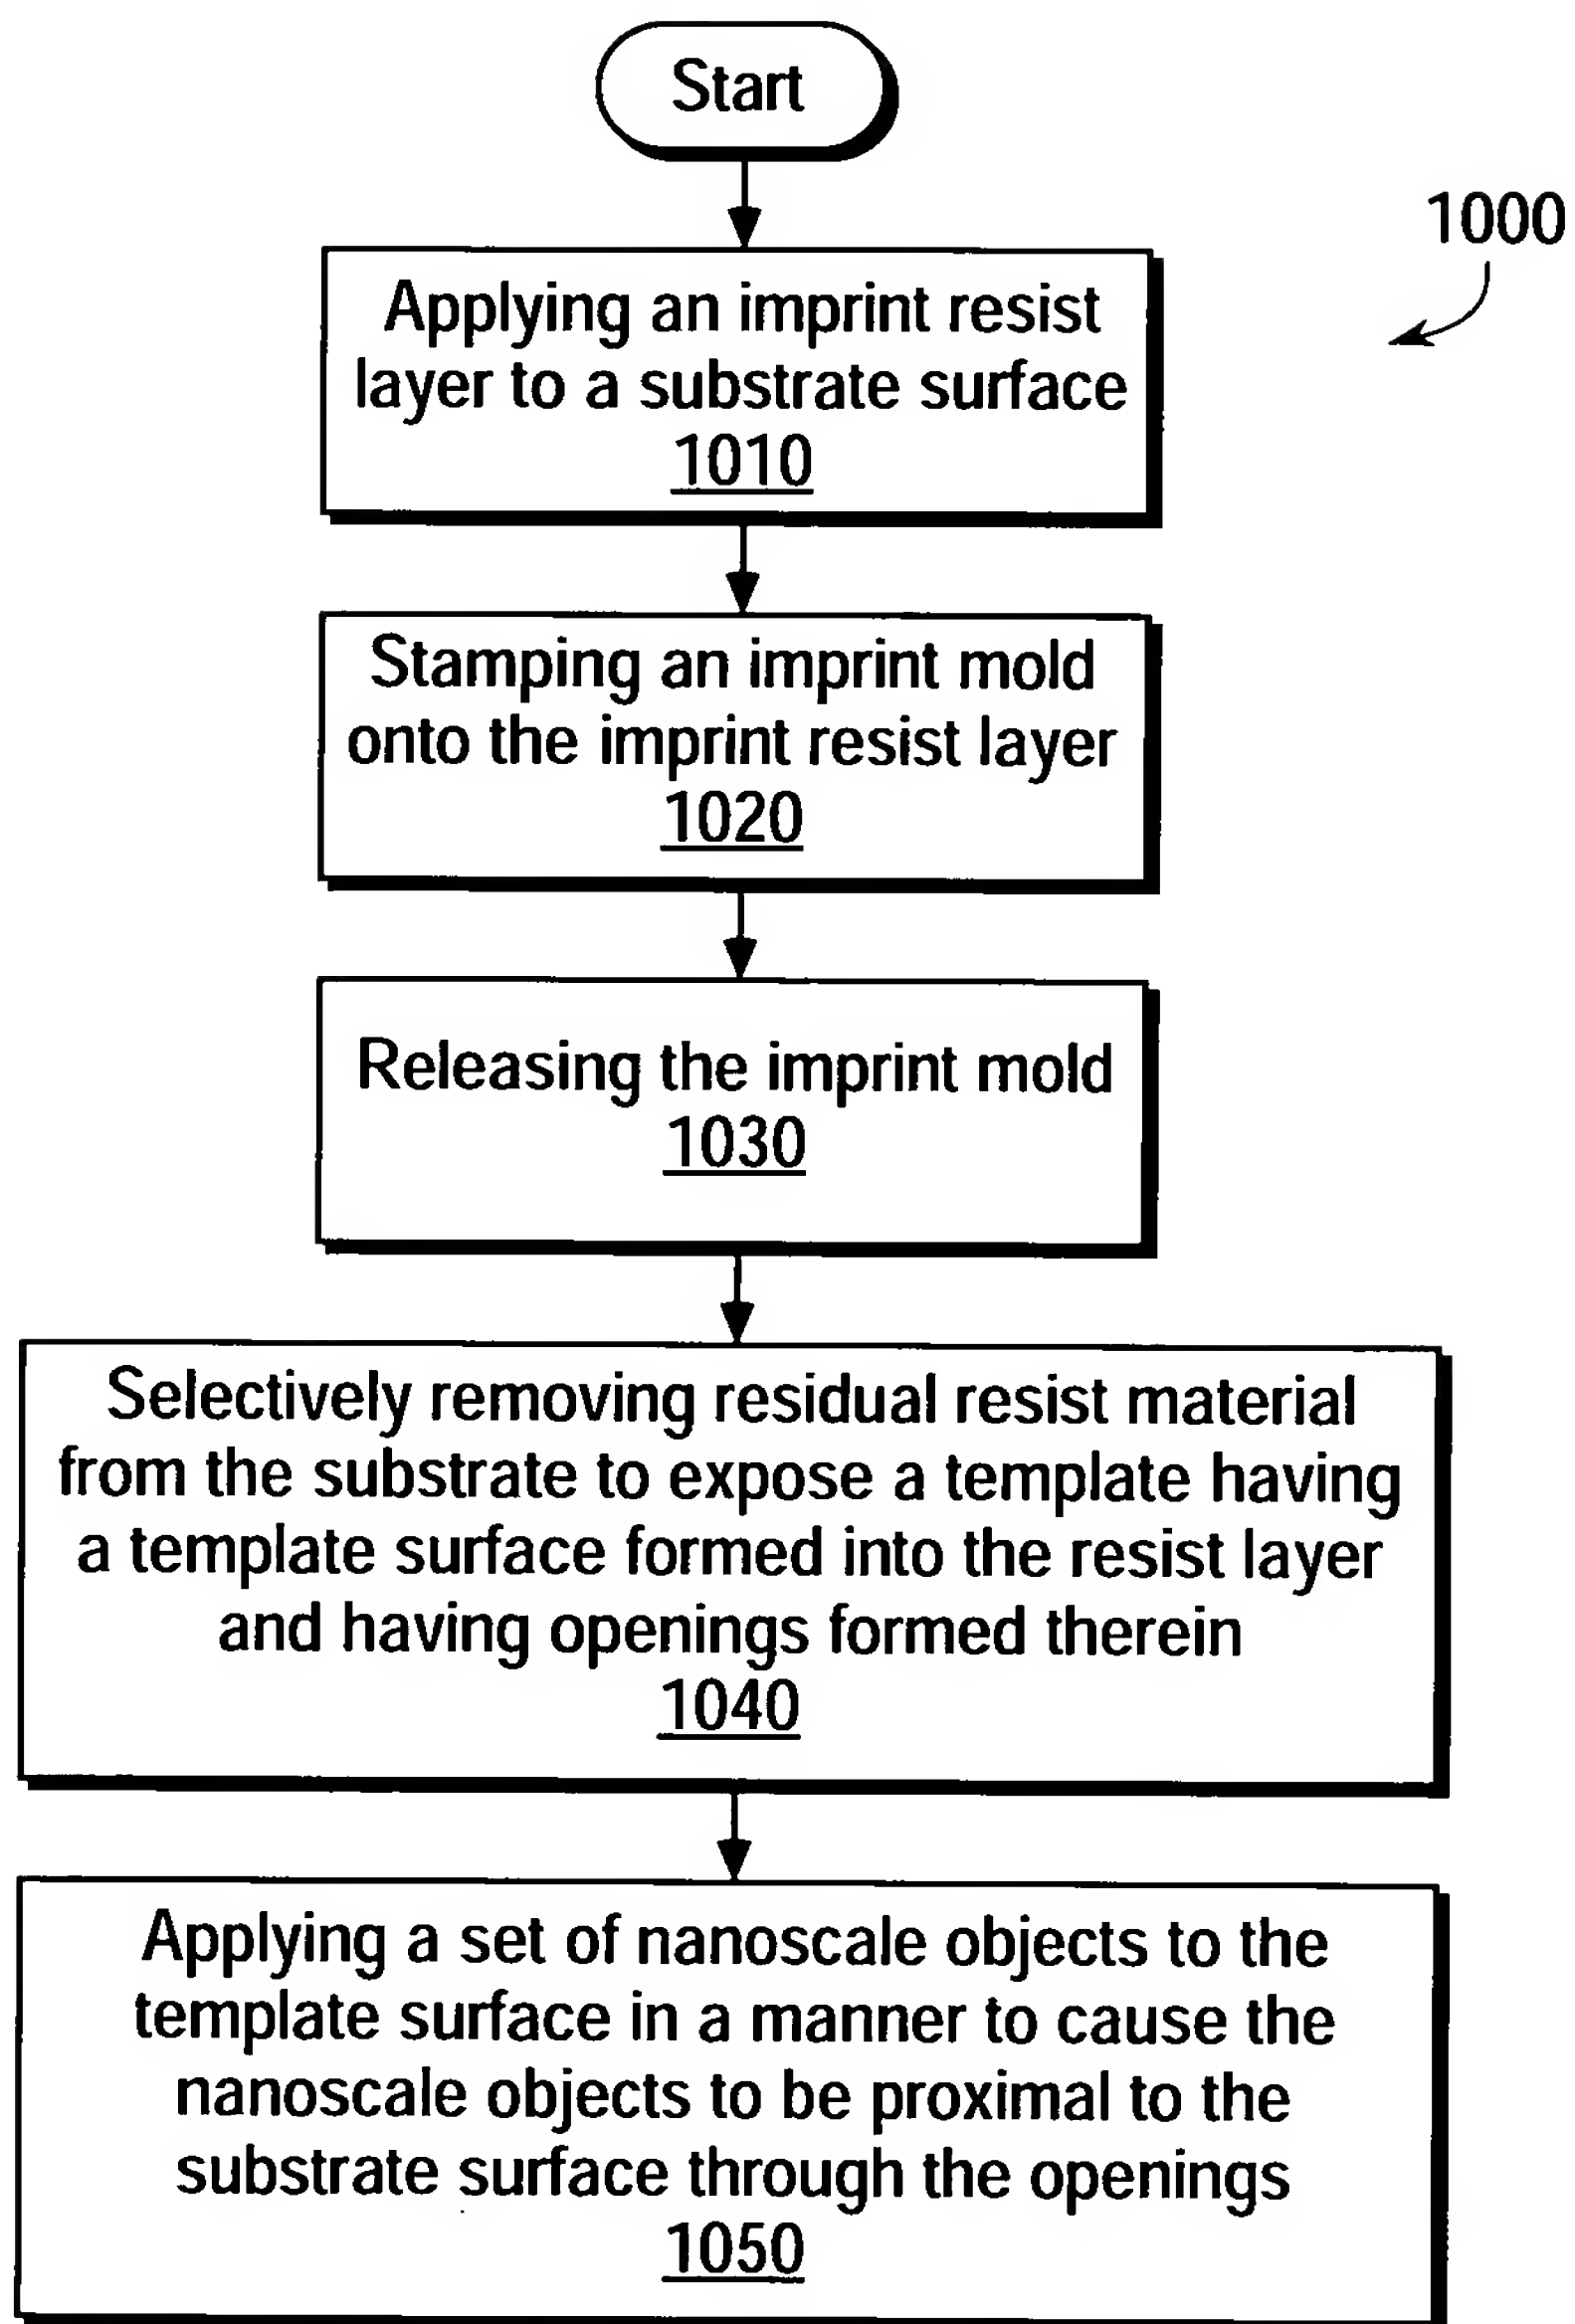 Start
1000
Applying an imprint resist
layer to a substrate surface
1010
Stamping an imprint mold
onto the imprint resist layer
1020
Releasing the imprint mold
1030
Selectively removing residual resist material
from the substrate to expose a template having
a template surface formed into the resist layer
and having openings formed therein
1040
Applying a set of nanoscale objects to the
template surface in a manner to cause the
nanoscale objects to be proximal to the
substrate surface through the openings
1050